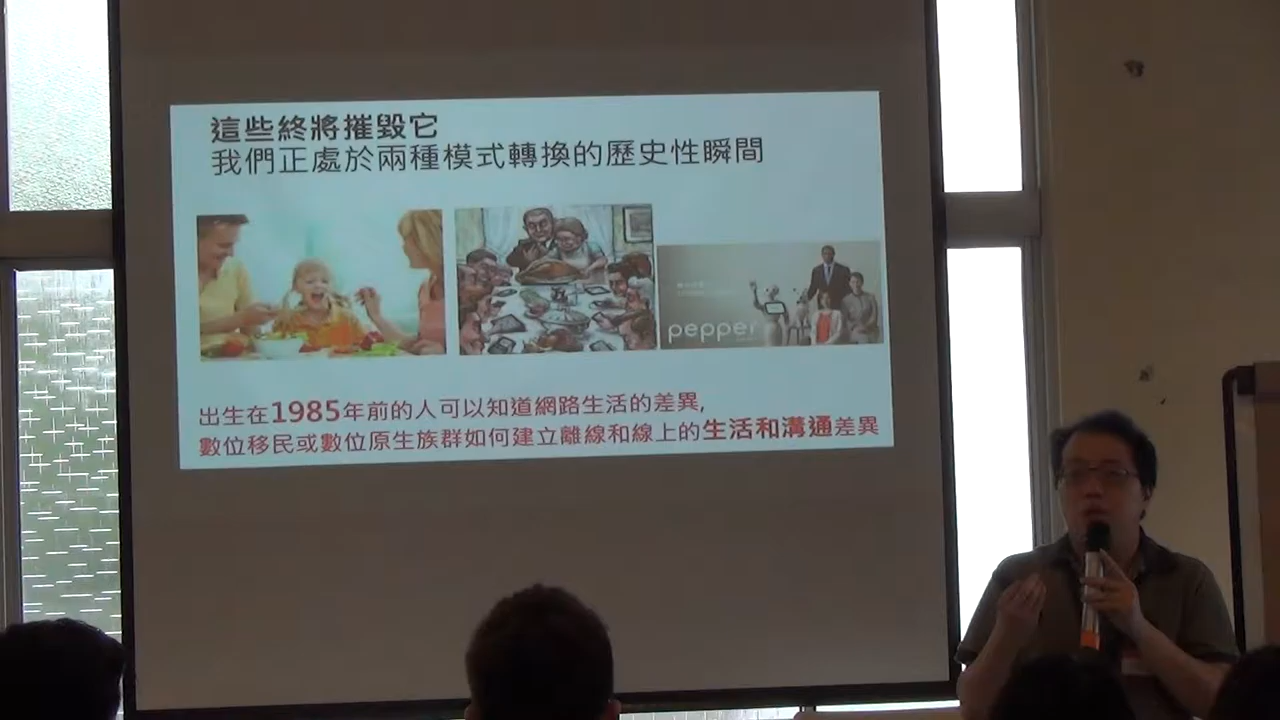 這些終將摧毀它
我們正處於兩種模式轉換的歷史性瞬間
pepper
出生在1985年前的人可以知道網路生活的差異,
數位移民或數位原生族群如何建立離線和線上的生活和溝通差異